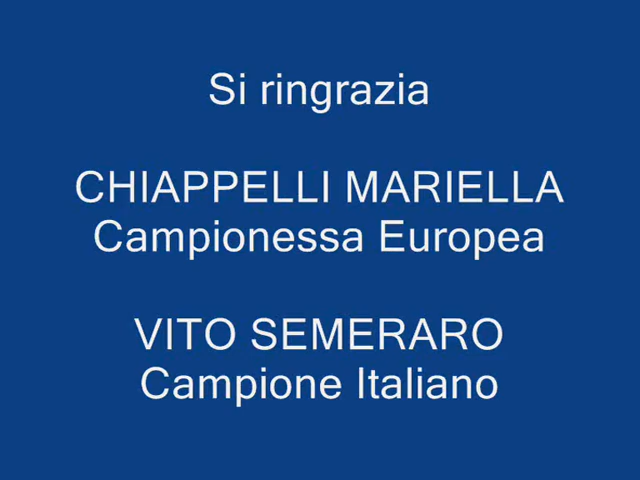 Si ringrazia
CHIAPPELLI MARIELLA
Campionessa Europea
VITO SEMERARO
Campione Italiano